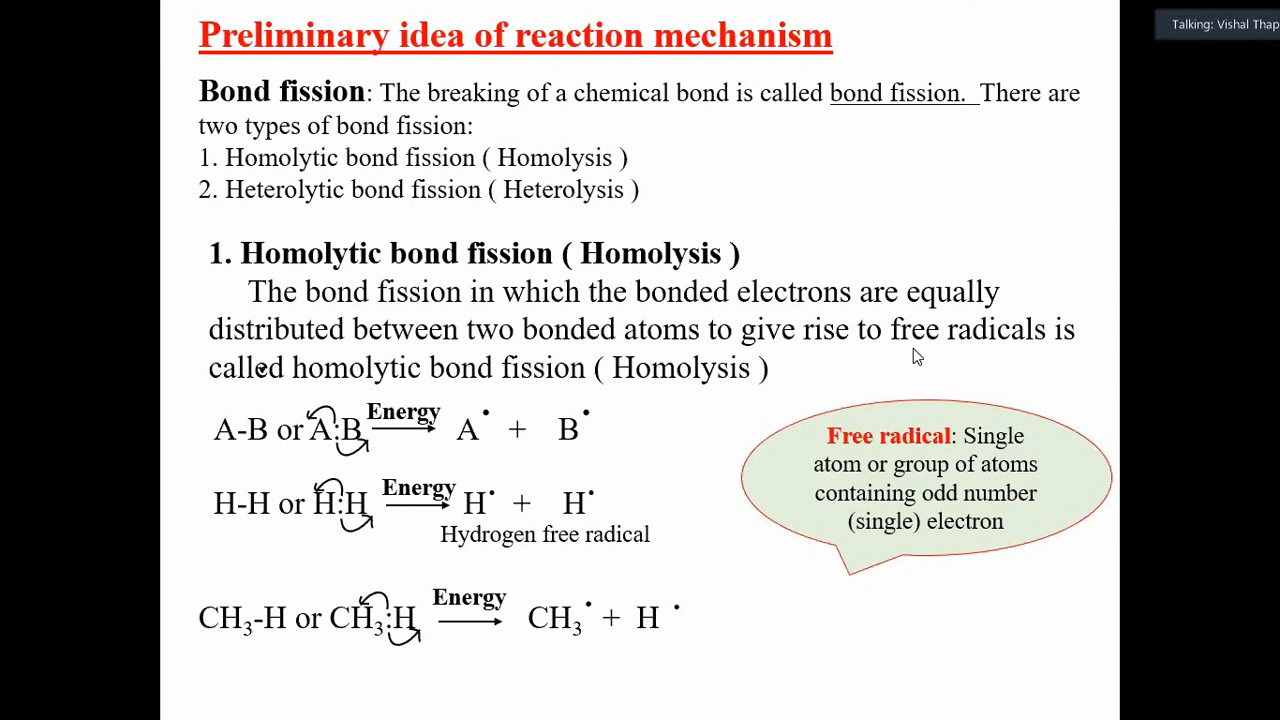 Preliminary idea of reaction mechanism
Talking: Vishal Thap
Bond fission: The breaking of a chemical bond is called bond fission. There are
two types of bond fission:
1. Homolytic bond fission ( Homolysis )
2. Heterolytic bond fission ( Heterolysis )
1. Homolytic bond fission ( Homolysis )
The bond fission in which the bonded electrons are equally
distributed between two bonded atoms to give rise to free radicals is
called homolytic bond fission ( Homolysis )
A-B or A:B Energy A• + B•
H-H or H:H Energy H• + H•
Hydrogen free radical
CH₃-H or CH₃:H Energy CH₃• + H •
Free radical: Single
atom or group of atoms
containing odd number
(single) electron